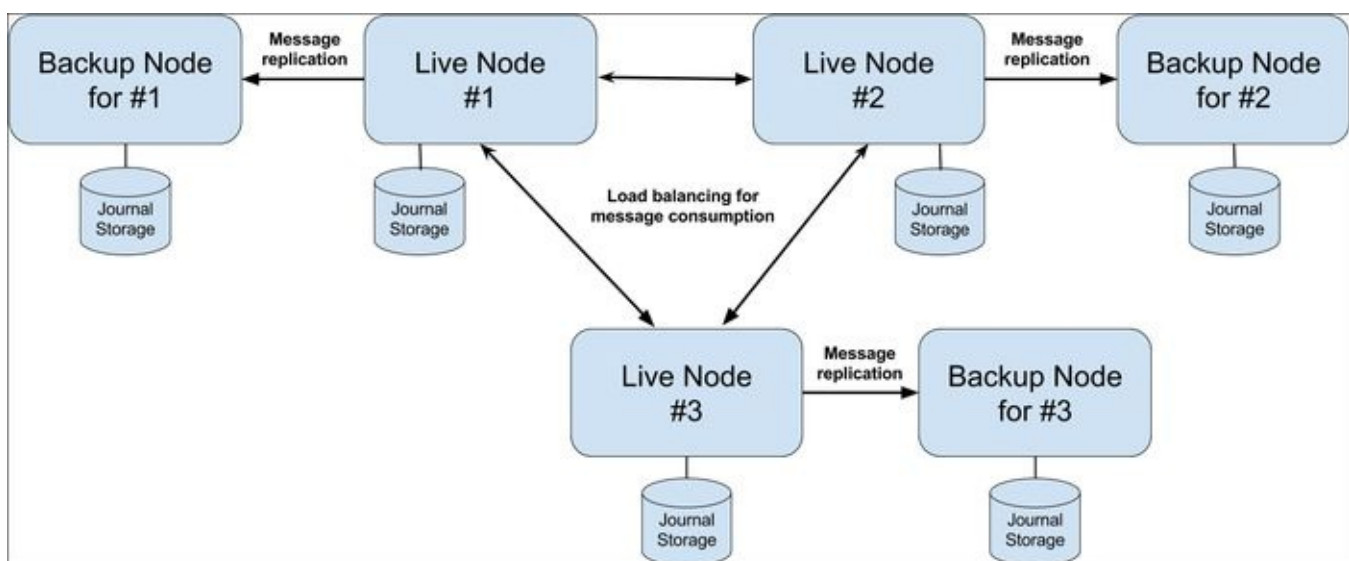 Backup Node
for #1
Message
replication
Live Node
#1
Live Node
#2
Message
replication
Backup Node
for #2
Journal
Storage
Journal
Storage
Load balancing for
message consumption
Journal
Storage
Journal
Storage
Live Node
#3
Message
replication
Backup Node
for #3
Journal
Storage
Journal
Storage